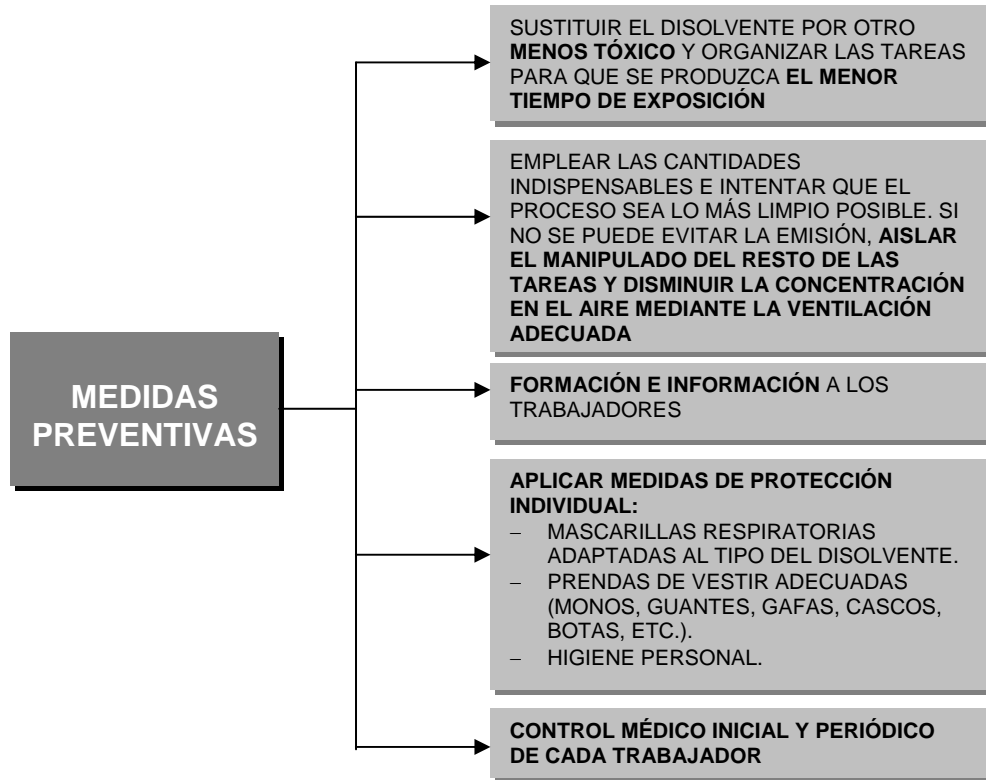 SUSTITUIR EL DISOLVENTE POR OTRO
MENOS TÓXICO Y ORGANIZAR LAS TAREAS
PARA QUE SE PRODUZCA EL MENOR
TIEMPO DE EXPOSICIÓN
EMPLEAR LAS CANTIDADES
INDISPENSABLES E INTENTAR QUE EL
PROCESO SEA LO MÁS LIMPIO POSIBLE. SI
NO SE PUEDE EVITAR LA EMISIÓN, AISLAR
EL MANIPULADO DEL RESTO DE LAS
TAREAS Y DISMINUIR LA CONCENTRACIÓN
EN EL AIRE MEDIANTE LA VENTILACIÓN
ADECUADA
MEDIDAS
PREVENTIVAS
FORMACIÓN E INFORMACIÓN A LOS
TRABAJADORES
APLICAR MEDIDAS DE PROTECCIÓN
INDIVIDUAL:
– MASCARILLAS RESPIRATORIAS
ADAPTADAS AL TIPO DEL DISOLVENTE.
– PRENDAS DE VESTIR ADECUADAS
(MONOS, GUANTES, GAFAS, CASCOS,
BOTAS, ETC.).
– HIGIENE PERSONAL.
CONTROL MÉDICO INICIAL Y PERIÓDICO
DE CADA TRABAJADOR